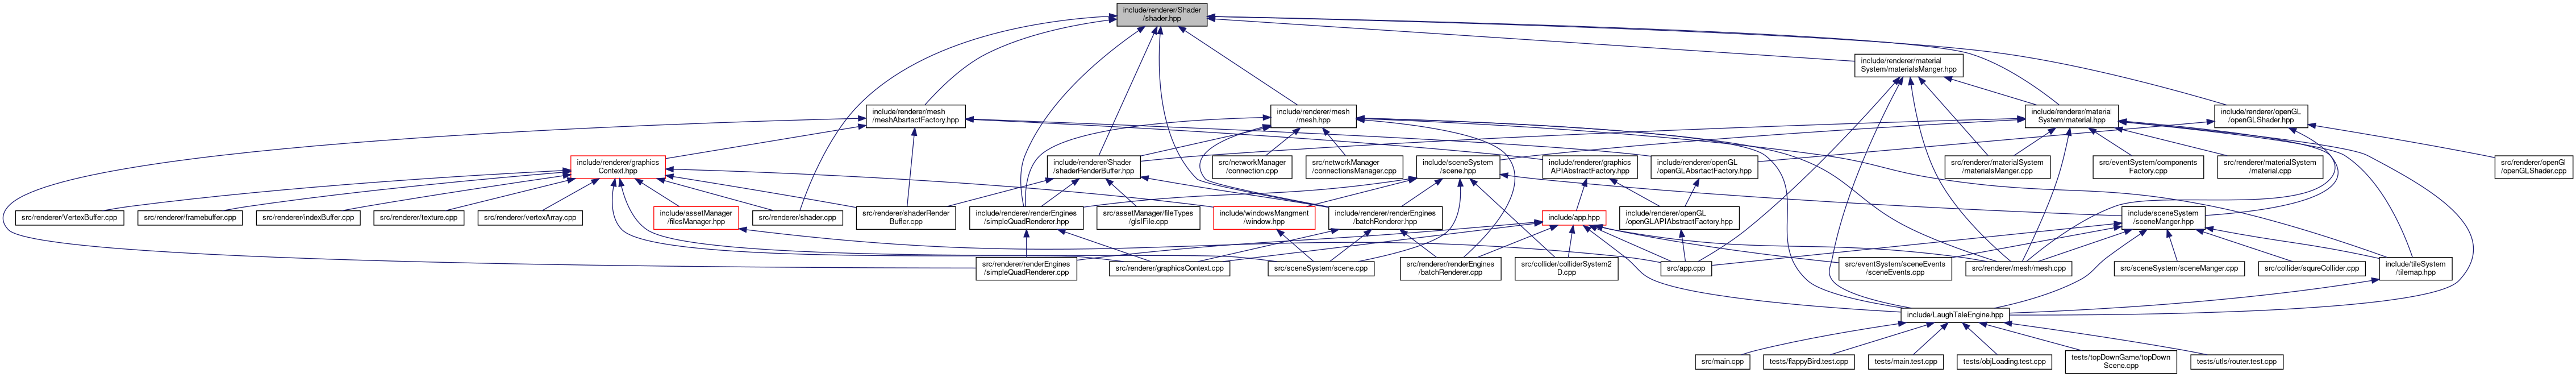 include/renderer/Shader
/shader.hpp
include/renderer/material
System/materialsManger.hpp
include/renderer/mesh
/meshAbsrtactFactory.hpp
include/renderer/mesh
/mesh.hpp
include/renderer/material
System/material.hpp
include/renderer/openGL
/openGLShader.hpp
include/renderer/graphics
Context.hpp
include/renderer/Shader
/shaderRenderBuffer.hpp
src/networkManager
/connection.cpp
src/networkManager
/connectionsManager.cpp
include/sceneSystem
/scene.hpp
include/renderer/graphics
APIAbstractFactory.hpp
include/renderer/openGL
/openGLAbsrtactFactory.hpp
src/renderer/materialSystem
/materialsManger.cpp
src/eventSystem/components
Factory.cpp
src/renderer/materialSystem
/material.cpp
src/renderer/openGl
/openGLShader.cpp
src/renderer/VertexBuffer.cpp
src/renderer/framebuffer.cpp
src/renderer/indexBuffer.cpp
src/renderer/texture.cpp
src/renderer/vertexArray.cpp
include/assetManager
/filesManager.hpp
src/renderer/shader.cpp
src/renderer/shaderRender
Buffer.cpp
include/renderer/renderEngines
/simpleQuadRenderer.hpp
src/assetManager/fileTypes
/glslFile.cpp
include/windowsMangment
/window.hpp
include/renderer/renderEngines
/batchRenderer.hpp
include/app.hpp
include/renderer/openGL
/openGLAPIAbstractFactory.hpp
include/sceneSystem
/sceneManger.hpp
src/renderer/renderEngines
/simpleQuadRenderer.cpp
src/renderer/graphicsContext.cpp
src/sceneSystem/scene.cpp
src/renderer/renderEngines
/batchRenderer.cpp
src/collider/colliderSystem2
D.cpp
src/app.cpp
src/eventSystem/sceneEvents
/sceneEvents.cpp
src/renderer/mesh/mesh.cpp
src/sceneSystem/sceneManger.cpp
src/collider/squreCollider.cpp
include/tileSystem
/tilemap.hpp
include/LaughTaleEngine.hpp
src/main.cpp
tests/flappyBird.test.cpp
tests/main.test.cpp
tests/objLoading.test.cpp
tests/topDownGame/topDown
Scene.cpp
tests/utls/router.test.cpp